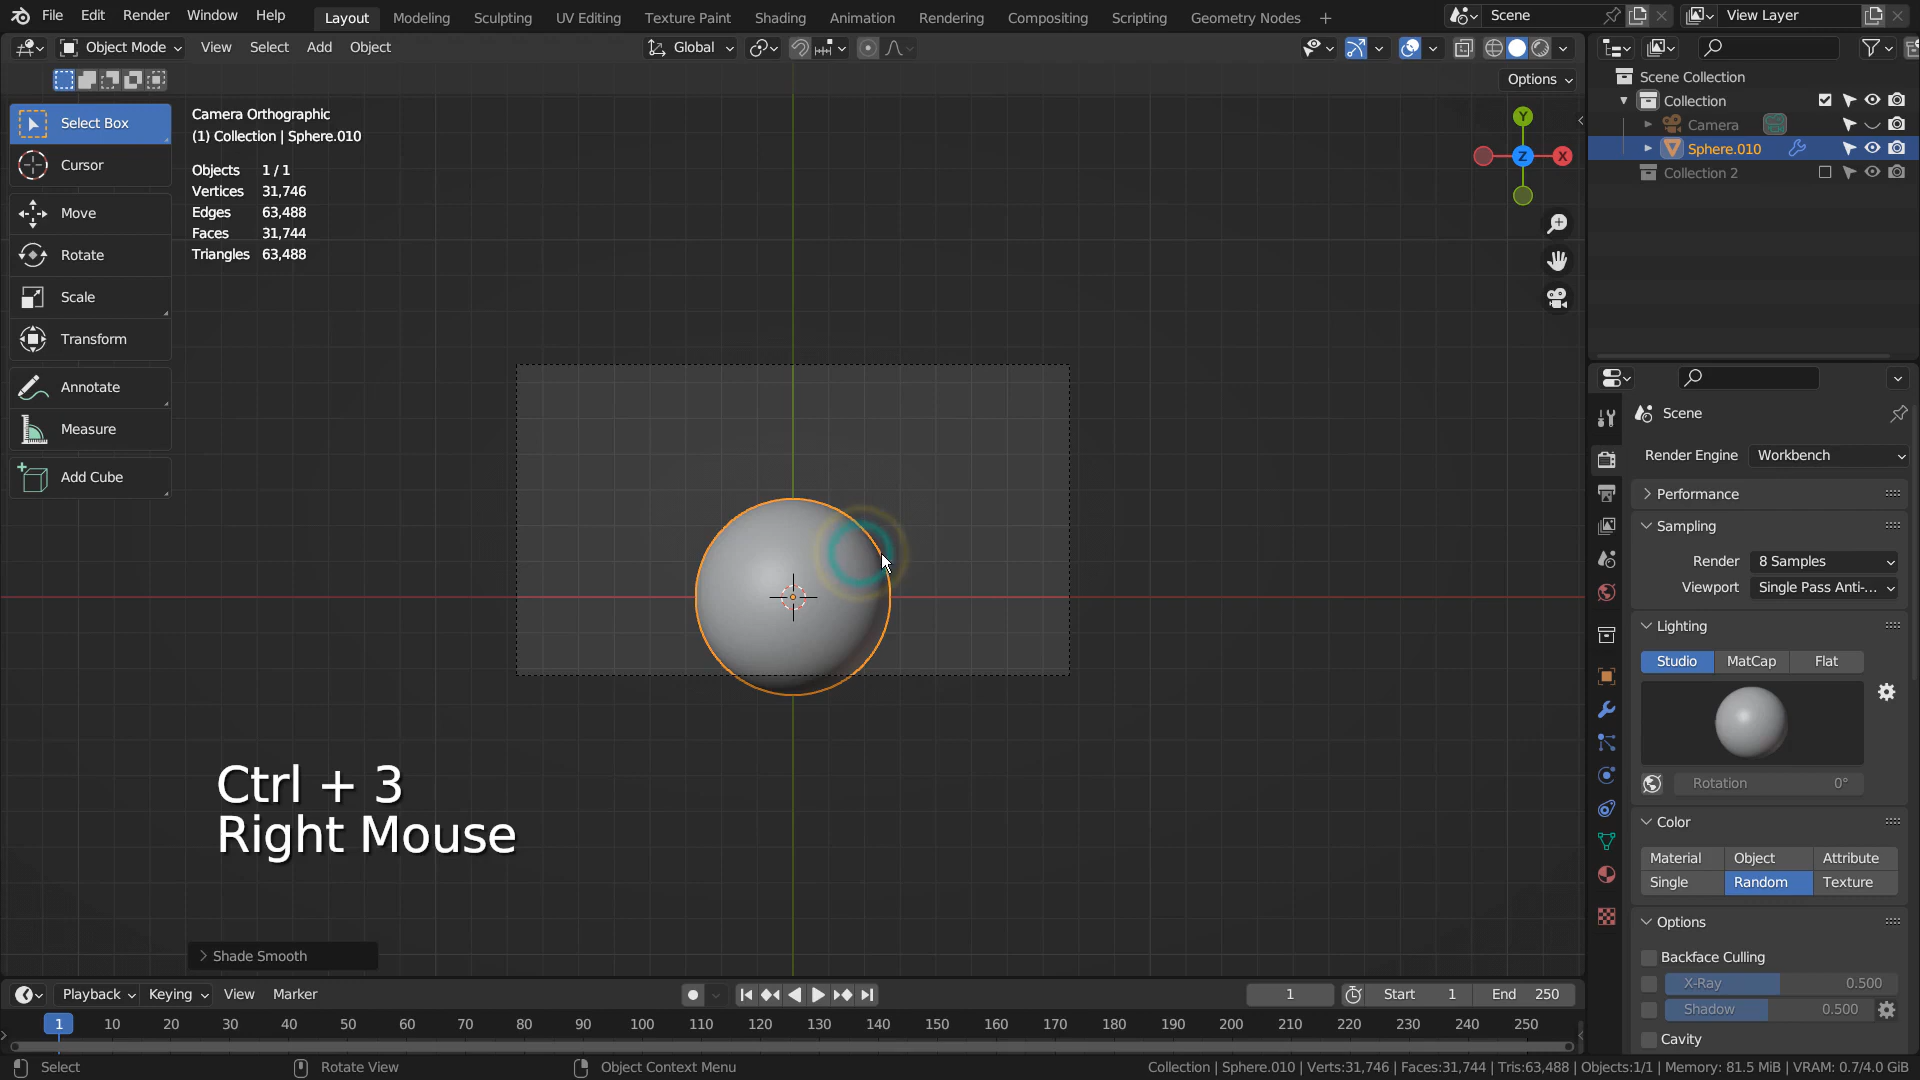 File Edit Render Window Help Layout Modeling Sculpting UV Editing Texture Paint Shading Animation Rendering Compositing Scripting Geometry Nodes + Scene View Layer
Object Mode View Select Add Object Global
Options
Select Box
Cursor
Move
Rotate
Scale
Transform
Annotate
Measure
Add Cube
Camera Orthographic
(1) Collection | Sphere.010
Objects 1 / 1
Vertices 31,746
Edges 63,488
Faces 31,744
Triangles 63,488
Y
X
Z
Ctrl + 3
Right Mouse
Shade Smooth
Scene Collection
Collection
Camera
Sphere.010
Collection 2
Scene
Render Engine Workbench
Performance
Sampling
Render 8 Samples
Viewport Single Pass Anti-...
Lighting
Studio MatCap Flat
Rotation 0°
Color
Material Object Attribute
Single Random Texture
Options
Backface Culling
X-Ray 0.500
Shadow 0.500
Cavity
Playback Keying View Marker 1 Start 1 End 250
1 10 20 30 40 50 60 70 80 90 100 110 120 130 140 150 160 170 180 190 200 210 220 230 240 250
Select Rotate View Object Context Menu Collection | Sphere.010 | Verts:31,746 | Faces:31,744 | Tris:63,488 | Objects:1/1 | Memory: 81.5 MiB | VRAM: 0.7/4.0 GiB